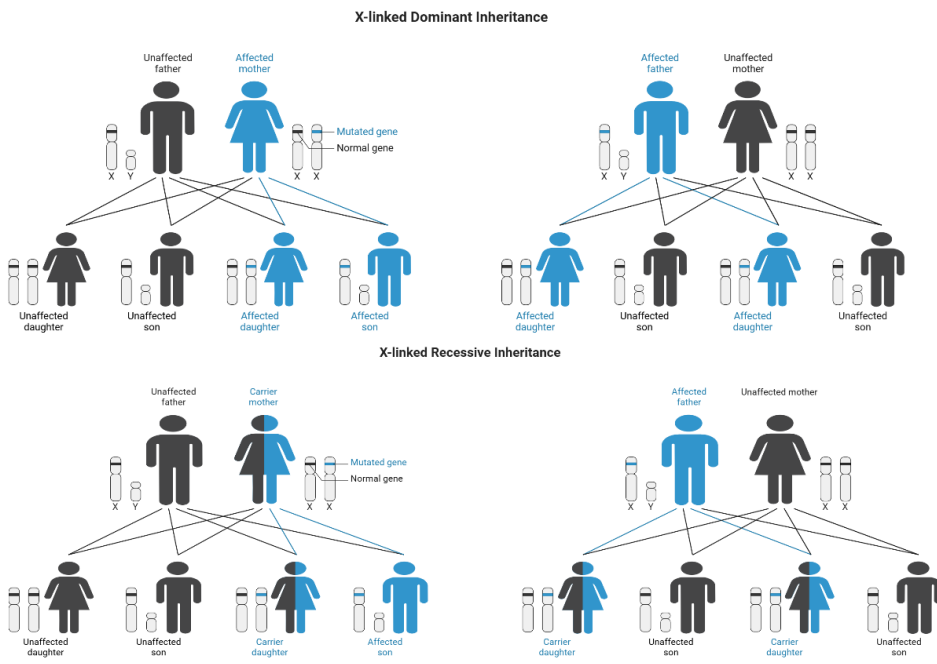 X-linked Dominant Inheritance
Unaffected
father
Affected
mother
Mutated gene
Normal gene
X
Y
X
X
Unaffected
daughter
Unaffected
son
Affected
daughter
Affected
son
Affected
father
Unaffected
mother
X
Y
X
X
Affected
daughter
Unaffected
son
Affected
daughter
Unaffected
son
X-linked Recessive Inheritance
Unaffected
father
Carrier
mother
Mutated gene
Normal gene
X
Y
X
X
Unaffected
daughter
Unaffected
son
Carrier
daughter
Affected
son
Affected
father
Unaffected mother
X
Y
X
X
Carrier
daughter
Unaffected
son
Carrier
daughter
Unaffected
son